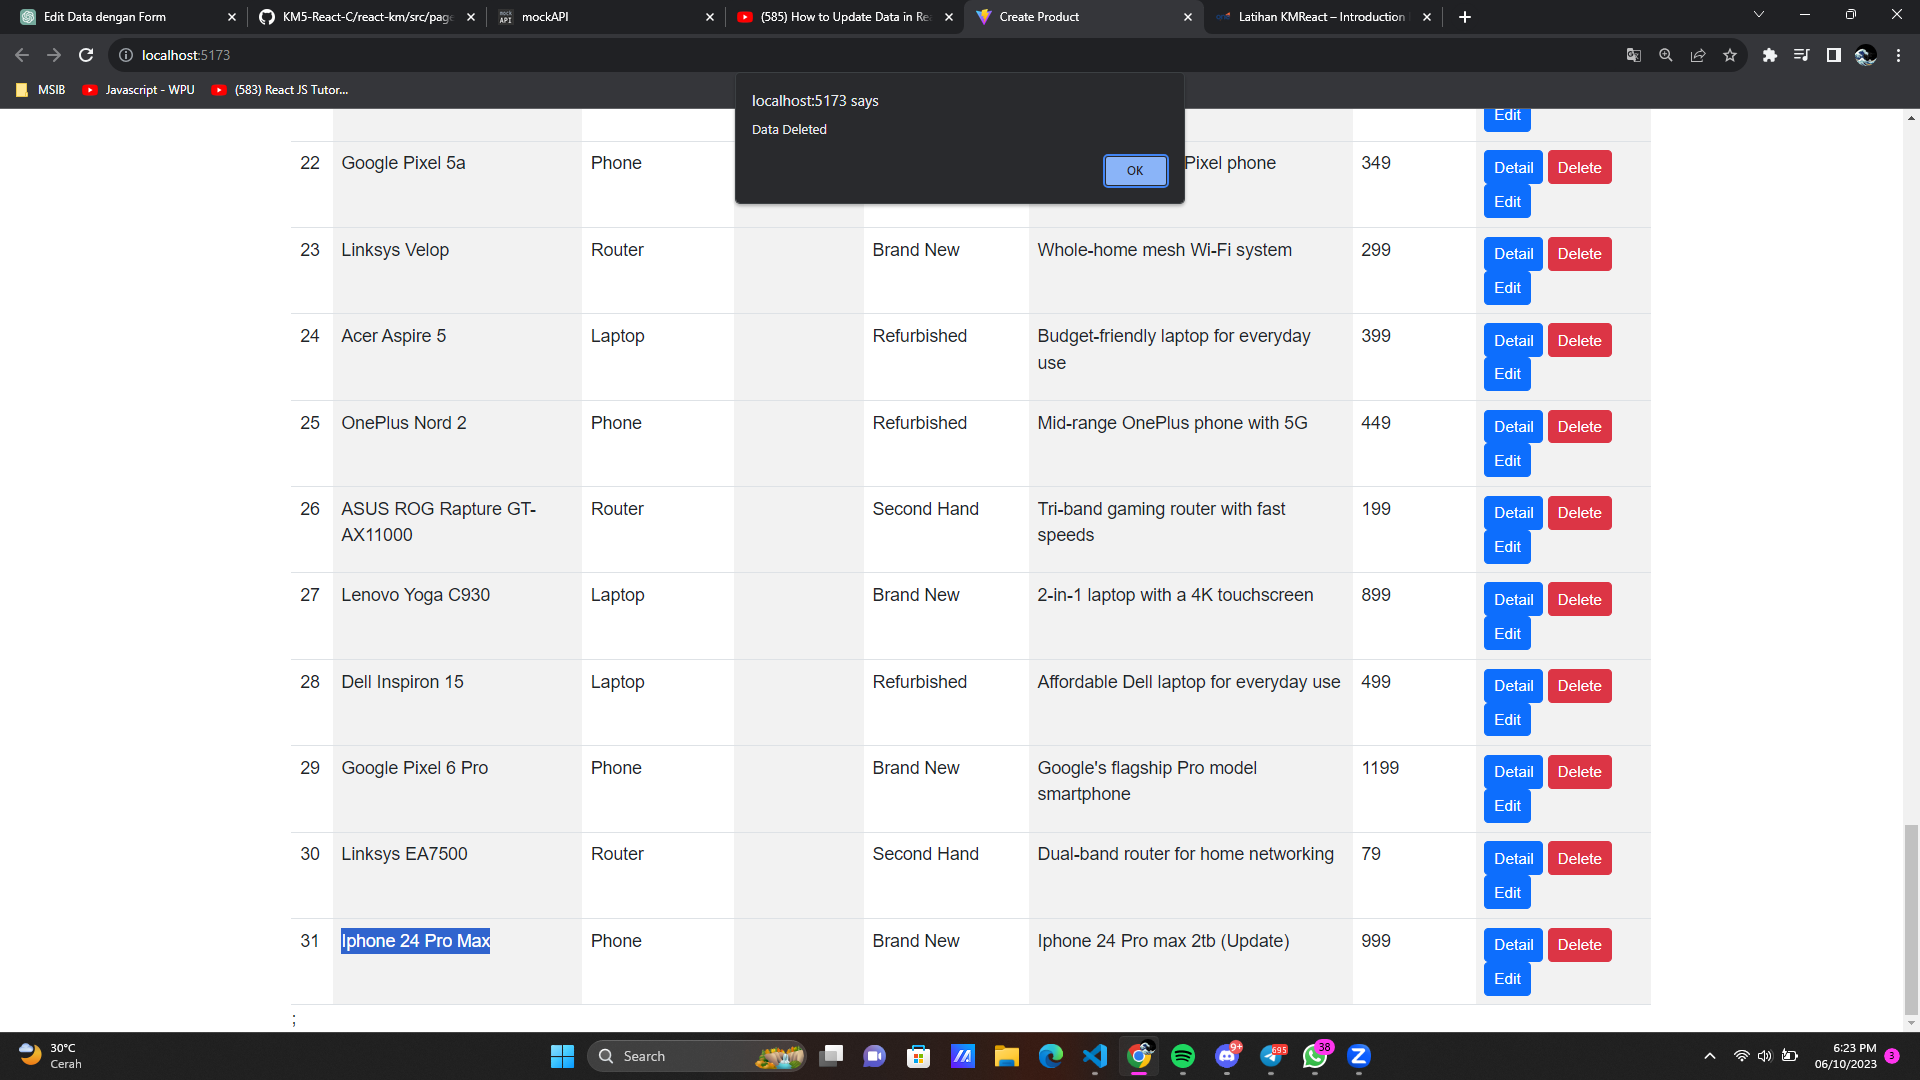 Edit Data dengan Form
KM5-React-C/react-km/src/page
mockAPI
(585) How to Update Data in Re
Create Product
Latihan KMReact – Introduction
localhost:5173
MSIB
Javascript - WPU
(583) React JS Tutor...
localhost:5173 says
Data Deleted
OK
Edit
22 Google Pixel 5a Phone Pixel phone 349 Detail Delete
Edit
23 Linksys Velop Router Brand New Whole-home mesh Wi-Fi system 299 Detail Delete
Edit
24 Acer Aspire 5 Laptop Refurbished Budget-friendly laptop for everyday 399 Detail Delete
use Edit
25 OnePlus Nord 2 Phone Refurbished Mid-range OnePlus phone with 5G 449 Detail Delete
Edit
26 ASUS ROG Rapture GT- Router Second Hand Tri-band gaming router with fast 199 Detail Delete
AX11000 speeds Edit
27 Lenovo Yoga C930 Laptop Brand New 2-in-1 laptop with a 4K touchscreen 899 Detail Delete
Edit
28 Dell Inspiron 15 Laptop Refurbished Affordable Dell laptop for everyday use 499 Detail Delete
Edit
29 Google Pixel 6 Pro Phone Brand New Google's flagship Pro model 1199 Detail Delete
smartphone Edit
30 Linksys EA7500 Router Second Hand Dual-band router for home networking 79 Detail Delete
Edit
31 Iphone 24 Pro Max Phone Brand New Iphone 24 Pro max 2tb (Update) 999 Detail Delete
Edit
;
30°C
Cerah
Search
9+
695
38
6:23 PM
06/10/2023
3